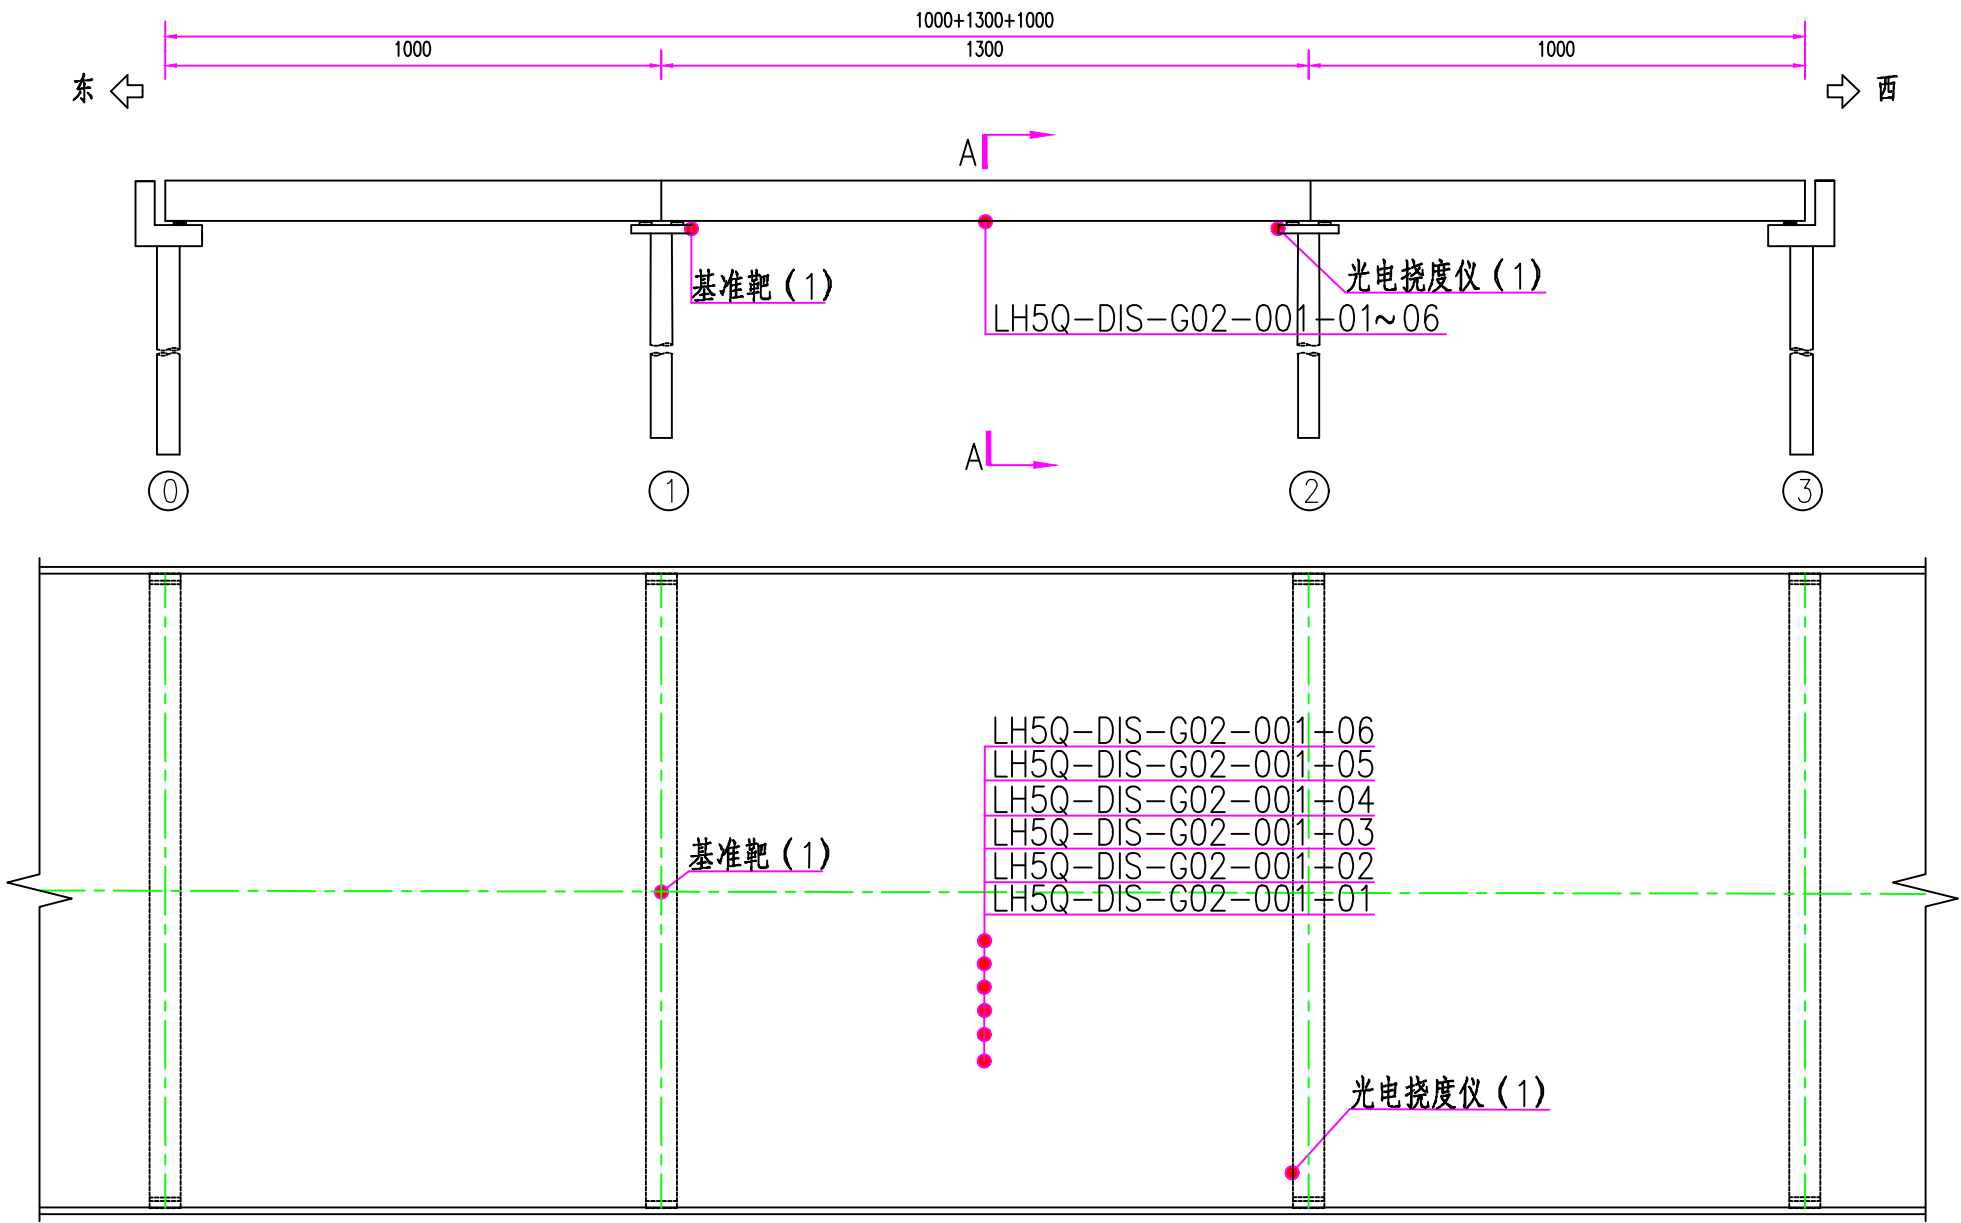 1000+1300+1000
1000
1300
1000
东
西
A
基准靶（1）
光电挠度仪（1）
LH5Q-DIS-G02-001-01~06
A
0
1
2
3
LH5Q-DIS-G02-001-06
LH5Q-DIS-G02-001-05
LH5Q-DIS-G02-001-04
LH5Q-DIS-G02-001-03
LH5Q-DIS-G02-001-02
LH5Q-DIS-G02-001-01
基准靶（1）
光电挠度仪（1）